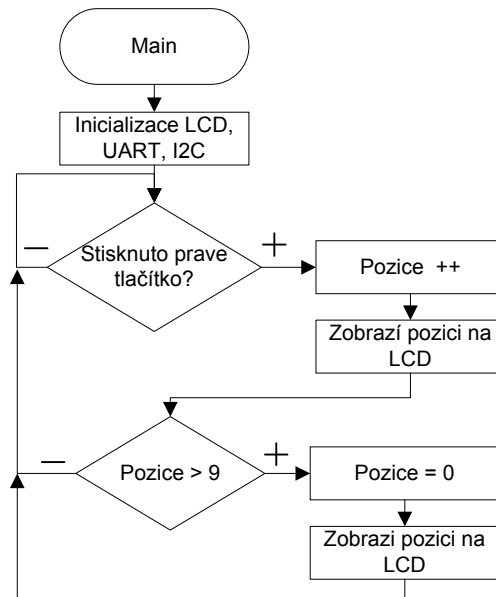 Main
Inicializace LCD,
UART, I2C
Stisknuto prave
tlačítko?
–
+
Pozice ++
Zobrazí pozici na
LCD
Pozice > 9
–
+
Pozice = 0
Zobrazi pozici na
LCD